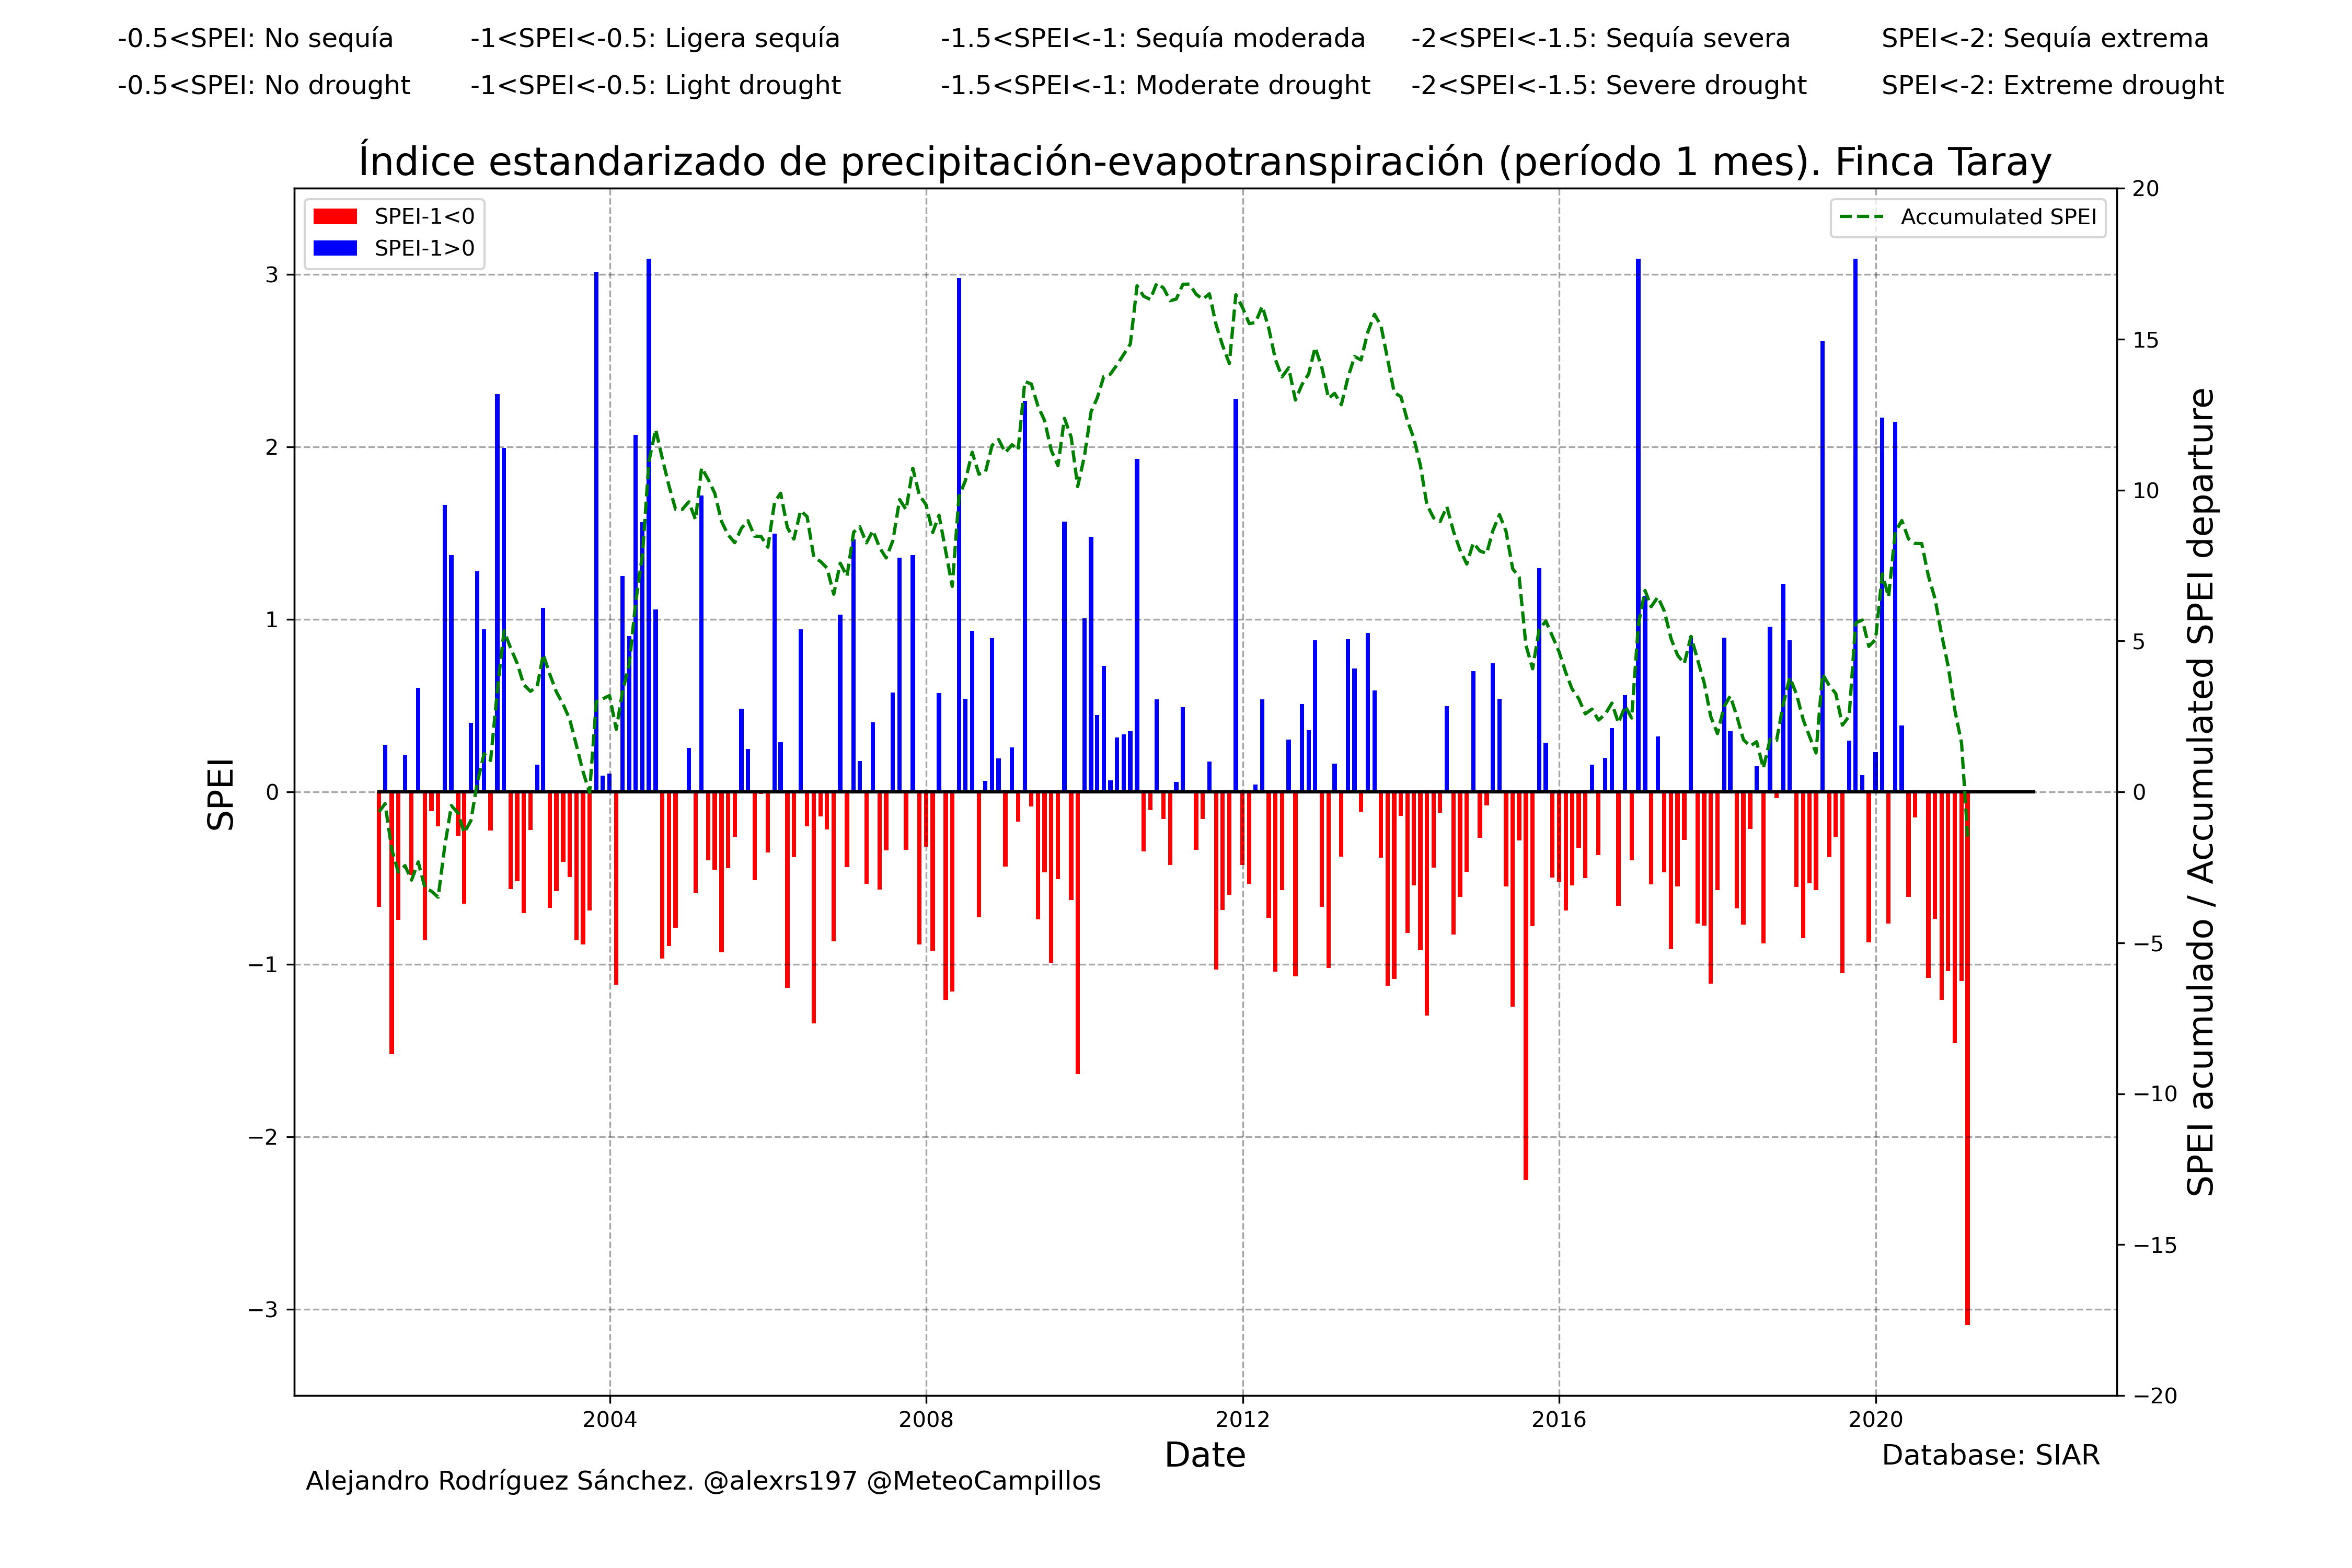 -0.5<SPEI: No sequía -1<SPEI<-0.5: Ligera sequía -1.5<SPEI<-1: Sequía moderada -2<SPEI<-1.5: Sequía severa SPEI<-2: Sequía extrema
-0.5<SPEI: No drought -1<SPEI<-0.5: Light drought -1.5<SPEI<-1: Moderate drought -2<SPEI<-1.5: Severe drought SPEI<-2: Extreme drought
Índice estandarizado de precipitación-evapotranspiración (período 1 mes). Finca Taray
SPEI-1<0
SPEI-1>0
Accumulated SPEI
SPEI
3
2
1
0
−1
−2
−3
20
15
10
5
0
−5
−10
−15
−20
SPEI acumulado / Accumulated SPEI departure
2004 2008 2012 2016 2020
Date
Database: SIAR
Alejandro Rodríguez Sánchez. @alexrs197 @MeteoCampillos